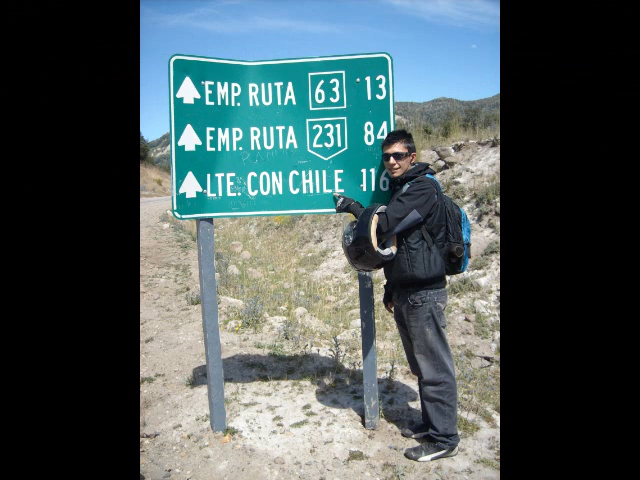 EMP. RUTA 63 13
EMP. RUTA 231 84
LTE. CON CHILE 116